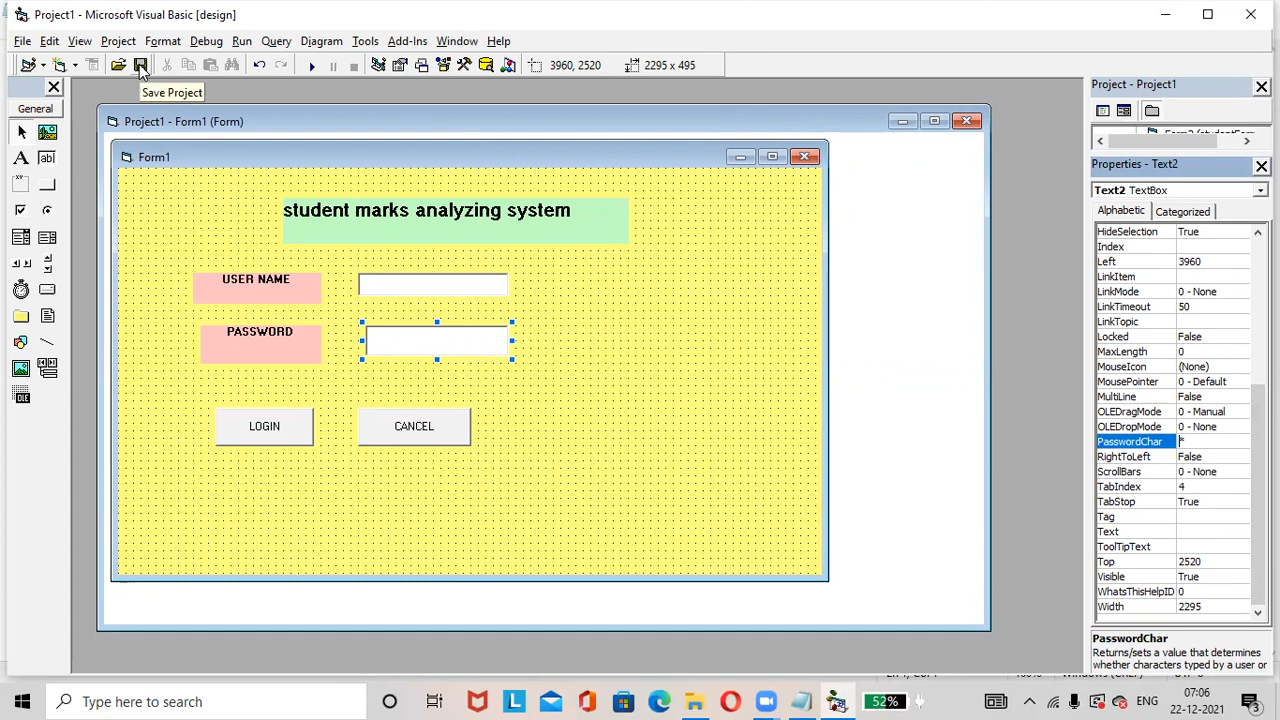 Project1 - Microsoft Visual Basic [design]
File Edit View Project Format Debug Run Query Diagram Tools Add-Ins Window Help
3960, 2520 2295 x 495
Save Project
General
A ab|
OLE
Project1 - Form1 (Form)
Form1
student marks analyzing system
USER NAME
PASSWORD
LOGIN CANCEL
Project - Project1
Properties - Text2
Text2 TextBox
Alphabetic Categorized
HideSelection True
Index
Left 3960
LinkItem
LinkMode 0 - None
LinkTimeout 50
LinkTopic
Locked False
MaxLength 0
MouseIcon (None)
MousePointer 0 - Default
MultiLine False
OLEDragMode 0 - Manual
OLEDropMode 0 - None
PasswordChar *
RightToLeft False
ScrollBars 0 - None
TabIndex 4
TabStop True
Tag
Text
ToolTipText
Top 2520
Visible True
WhatsThisHelpID 0
Width 2295
PasswordChar
Returns/sets a value that determines
whether characters typed by a user or
Type here to search
52%
07:06
22-12-2021
3